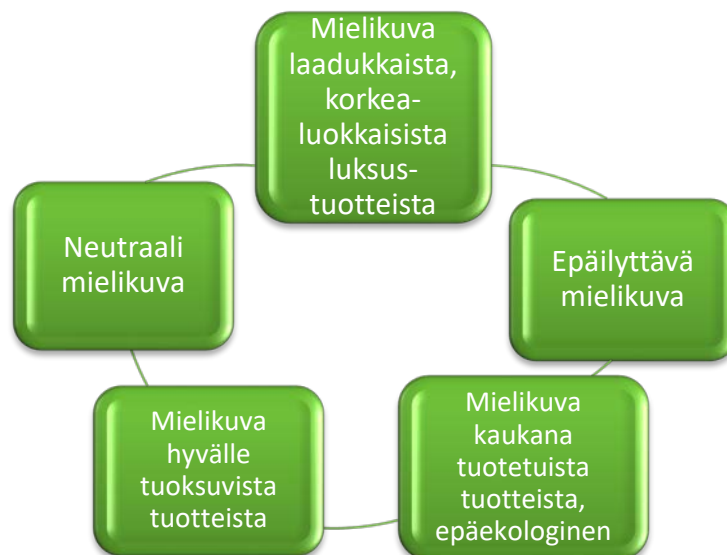 Mielikuva
laadukkaista,
korkea-
luokkaisista
luksus-
tuotteista
Epäilyttävä
mielikuva
Mielikuva
kaukana
tuotetuista
tuotteista,
epäekologinen
Mielikuva
hyvälle
tuoksuvista
tuotteista
Neutraali
mielikuva